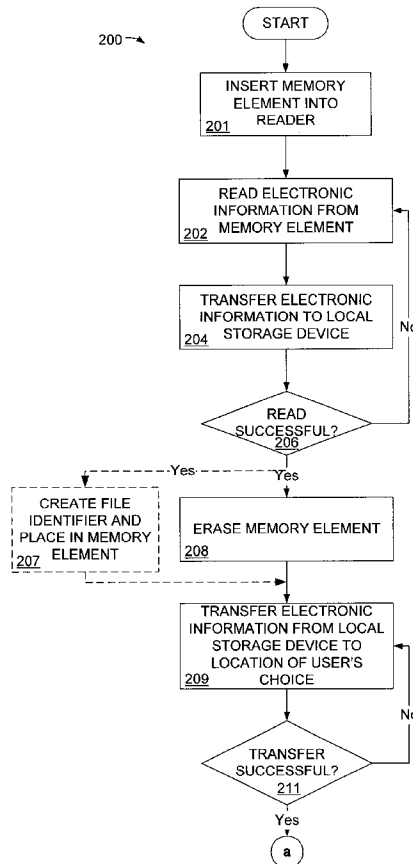 START
200
INSERT MEMORY
ELEMENT INTO
READER
201
READ ELECTRONIC
INFORMATION FROM
MEMORY ELEMENT
202
TRANSFER ELECTRONIC
INFORMATION TO LOCAL
STORAGE DEVICE
204
No
READ
SUCCESSFUL?
206
Yes
Yes
CREATE FILE
IDENTIFIER AND
PLACE IN MEMORY
ELEMENT
207
ERASE MEMORY ELEMENT
208
TRANSFER ELECTRONIC
INFORMATION FROM LOCAL
STORAGE DEVICE TO
LOCATION OF USER'S
CHOICE
209
No
TRANSFER
SUCCESSFUL?
211
Yes
a